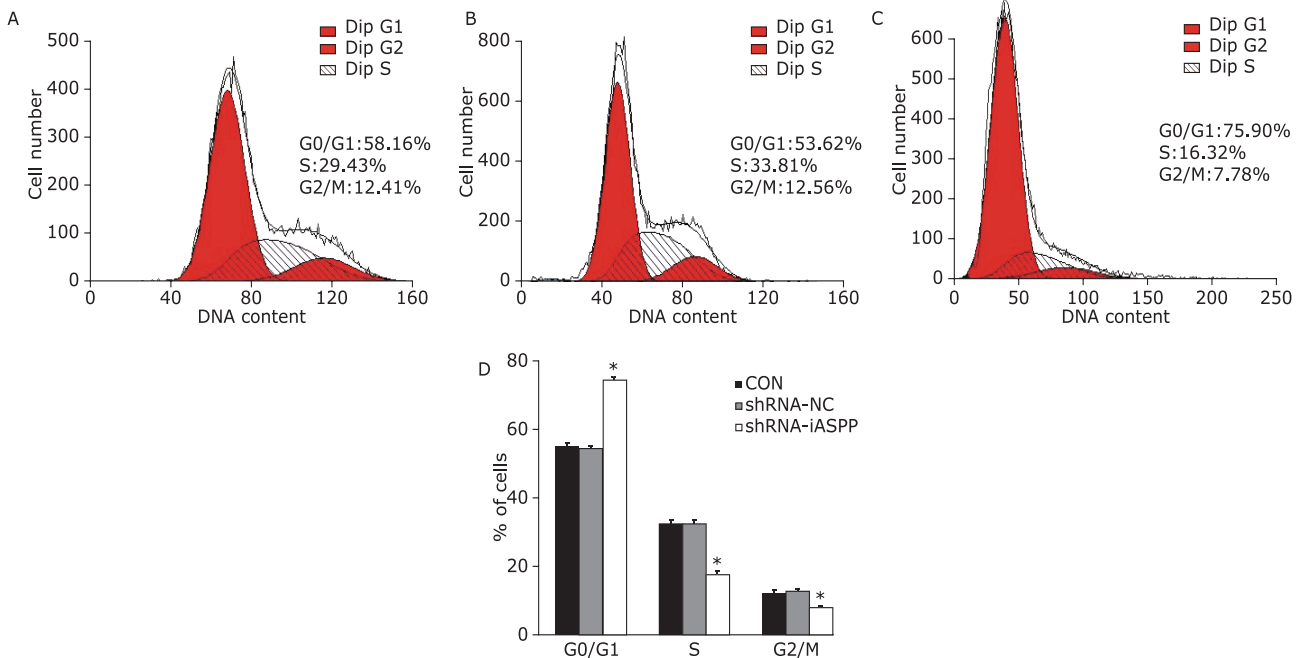 A
Dip G1
Dip G2
Dip S
500
400
300
200
100
0
Cell number
G0/G1:58.16%
S:29.43%
G2/M:12.41%
0 40 80 120 160
DNA content
B
Dip G1
Dip G2
Dip S
800
600
400
200
0
Cell number
G0/G1:53.62%
S:33.81%
G2/M:12.56%
0 40 80 120 160
DNA content
C
Dip G1
Dip G2
Dip S
600
500
400
300
200
100
0
Cell number
G0/G1:75.90%
S:16.32%
G2/M:7.78%
0 50 100 150 200 250
DNA content
D
CON
shRNA-NC
shRNA-iASPP
80
60
40
20
0
% of cells
*
*
*
G0/G1 S G2/M